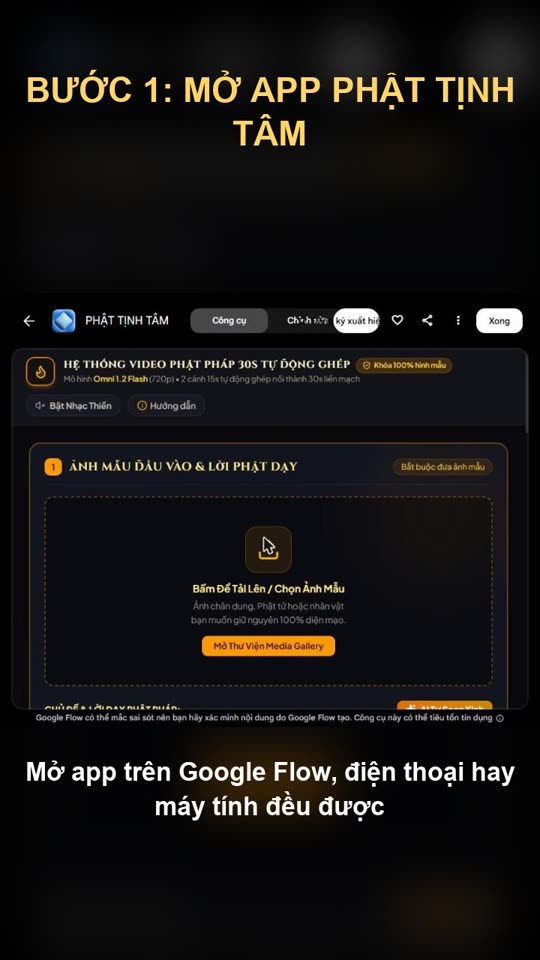 BƯỚC 1: MỞ APP PHẬT TỊNH
TÂM
PHẬT TỊNH TÂM
Công cụ
ký xuất hiệ
Xong
HỆ THỐNG VIDEO PHẬT PHÁP 30S TỰ ĐỘNG GHÉP
Khóa 100% hình mẫu
Mô hình Omni 1.2 Flash (720p) • 2 cảnh 15s tự động ghép nối thành 30s liền mạch
Bật Nhạc Thiền
Hướng dẫn
1
ẢNH MẪU ĐẦU VÀO & LỜI PHẬT DẠY
Bắt buộc đưa ảnh mẫu
Bấm Để Tải Lên / Chọn Ảnh Mẫu
Ảnh chân dung, Phật tử hoặc nhân vật
bạn muốn giữ nguyên 100% diện mạo.
Mở Thư Viện Media Gallery
Google Flow có thể mắc sai sót nên bạn hãy xác minh nội dung do Google Flow tạo. Công cụ này có thể tiêu tốn tín dụng
Mở app trên Google Flow, điện thoại hay
máy tính đều được